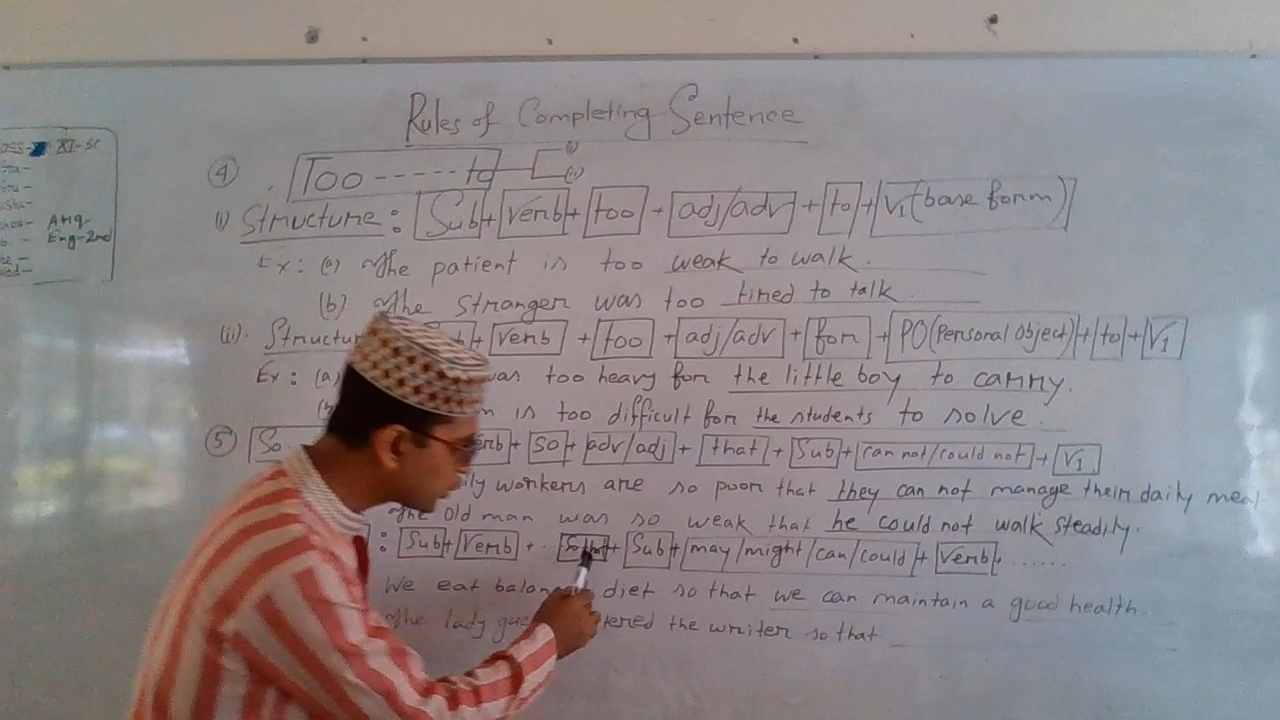 Rules of Completing Sentence
④ Too ----- to (i)
(ii)
(i) Structure: Sub + verb + too + adj/adv + to + V1 (base form)
Ex: (a) The patient is too weak to walk.
(b) The stranger was too tired to talk.
(ii). Structur verb + too + adj/adv + for + PO (Personal Object) + to + V1
Ex: (a) was too heavy for the little boy to carry.
is too difficult for the students to solve.
⑤ So + so + adv/adj + that + Sub + can not/could not + V1
workers are so poor that they can not manage their daily meal
The old man was so weak that he could not walk steadily.
: Sub + Verb + .. so that + Sub + may/might/can/could + Verb + ......
We eat diet so that we can maintain a good health.
The lady the writer so that
XI-Sc
Eng-2nd